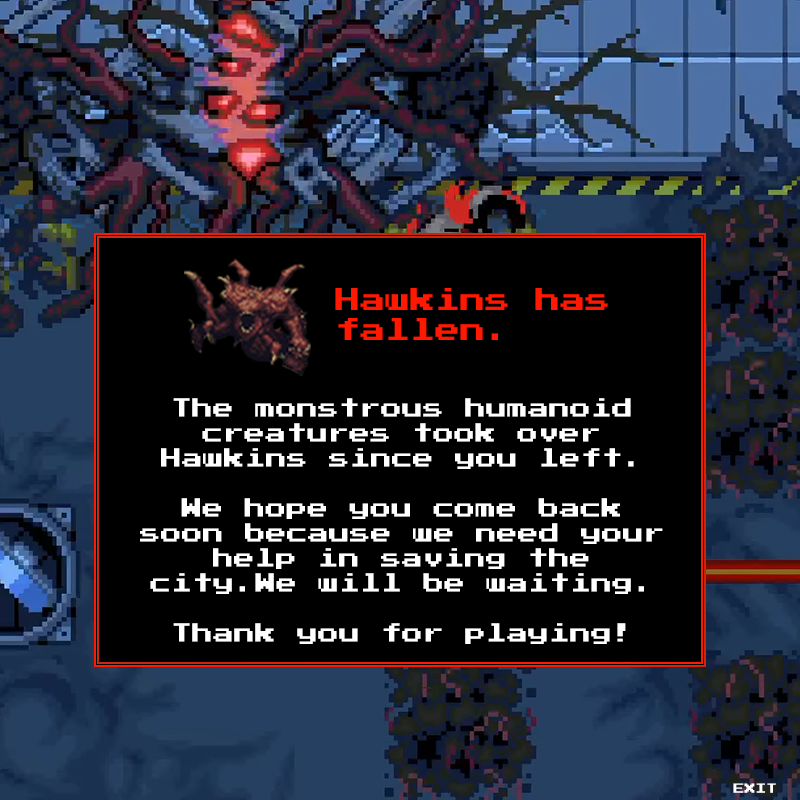 Hawkins has
fallen.
The monstrous humanoid
creatures took over
Hawkins since you left.
We hope you come back
soon because we need your
help in saving the
city.We will be waiting.
Thank you for playing!
EXIT